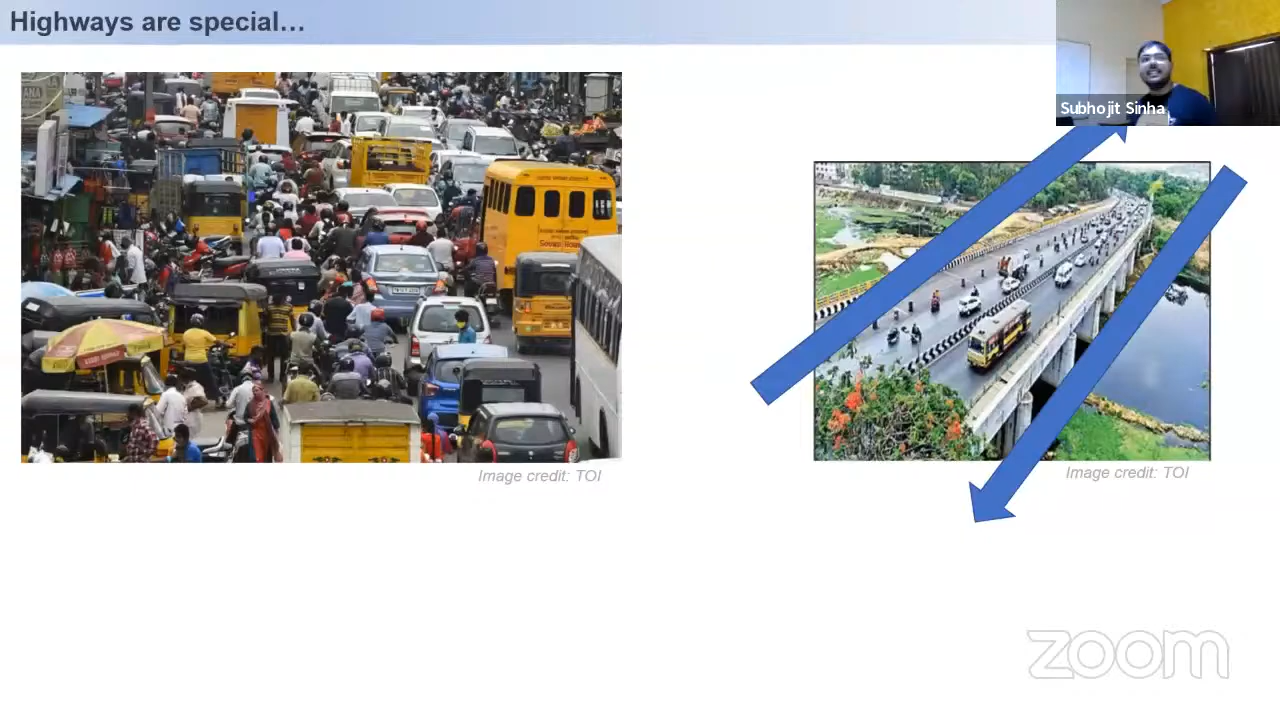 Highways are special…
Subhojit Sinha
Image credit: TOI
Image credit: TOI
zoom